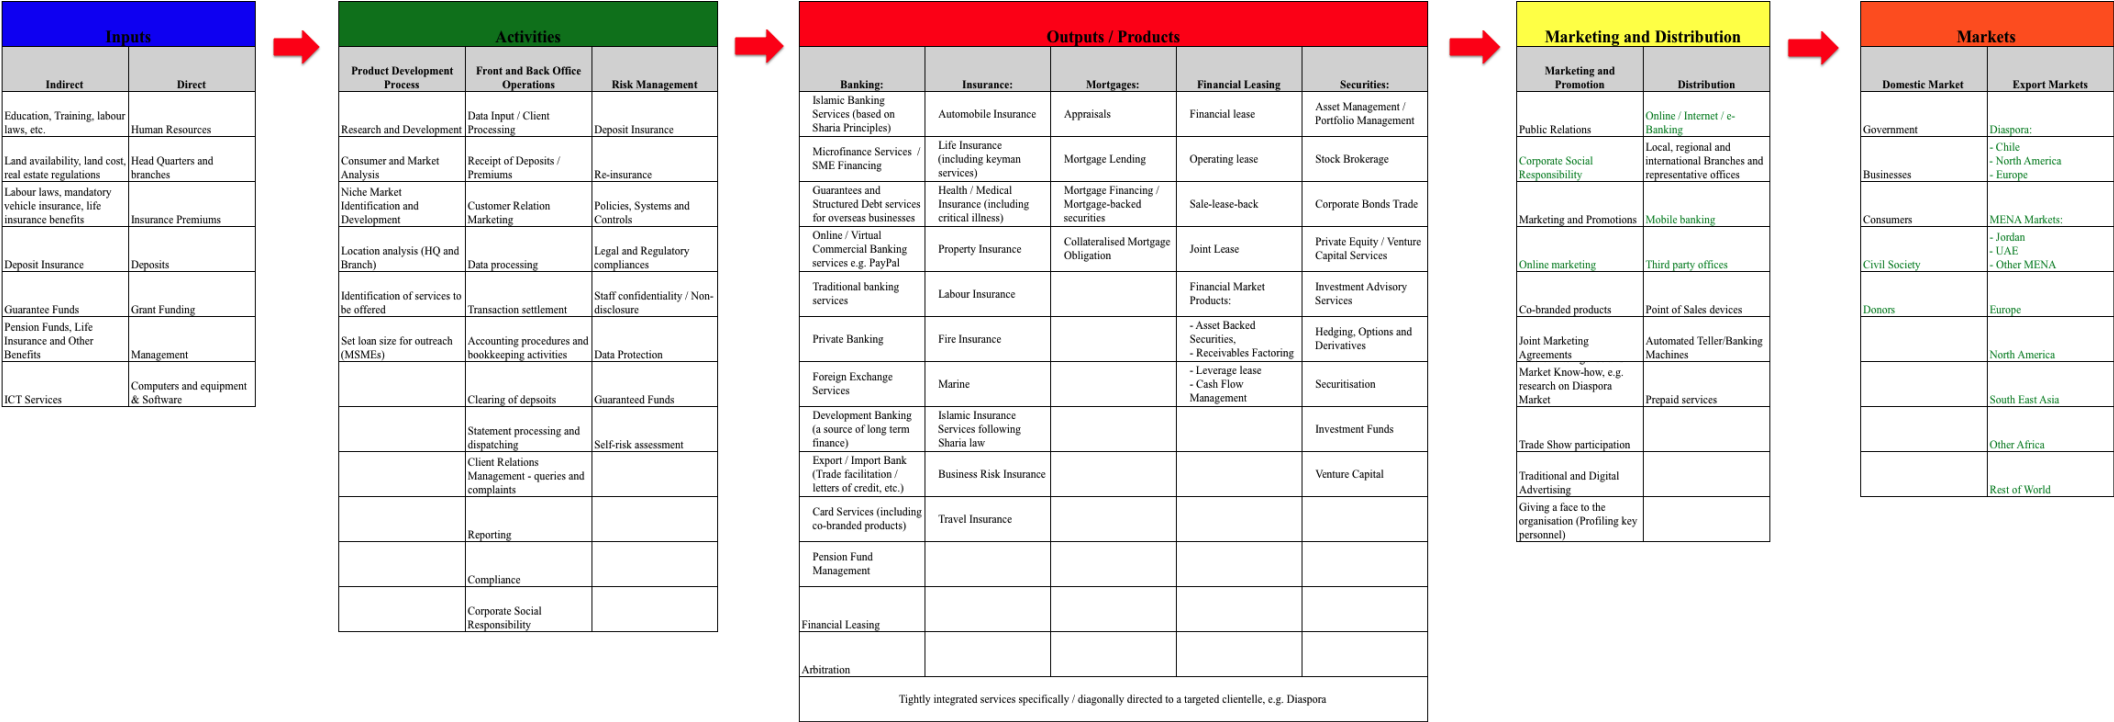 Inputs
Indirect
Direct
Education, Training, labour
laws, etc.
Human Resources
Land availability, land cost,
real estate regulations
Head Quarters and
branches
Labour laws, mandatory
vehicle insurance, life
insurance benefits
Insurance Premiums
Deposit Insurance
Deposits
Guarantee Funds
Grant Funding
Pension Funds, Life
Insurance and Other
Benefits
Management
ICT Services
Computers and equipment
& Software
Activities
Product Development
Process
Front and Back Office
Operations
Risk Management
Research and Development
Data Input / Client
Processing
Deposit Insurance
Consumer and Market
Analysis
Receipt of Deposits /
Premiums
Re-insurance
Niche Market
Identification and
Development
Customer Relation
Marketing
Policies, Systems and
Controls
Location analysis (HQ and
Branch)
Data processing
Legal and Regulatory
compliances
Identification of services to
be offered
Transaction settlement
Staff confidentiality / Non-
disclosure
Set loan size for outreach
(MSMEs)
Accounting procedures and
bookkeeping activities
Data Protection
Clearing of depsoits
Guaranteed Funds
Statement processing and
dispatching
Self-risk assessment
Client Relations
Management - queries and
complaints
Reporting
Compliance
Corporate Social
Responsibility
Outputs / Products
Banking:
Insurance:
Mortgages:
Financial Leasing
Securities:
Islamic Banking
Services (based on
Sharia Principles)
Automobile Insurance
Appraisals
Financial lease
Asset Management /
Portfolio Management
Microfinance Services /
SME Financing
Life Insurance
(including keyman
services)
Mortgage Lending
Operating lease
Stock Brokerage
Guarantees and
Structured Debt services
for overseas businesses
Health / Medical
Insurance (including
critical illness)
Mortgage Financing /
Mortgage-backed
securities
Sale-lease-back
Corporate Bonds Trade
Online / Virtual
Commercial Banking
services e.g. PayPal
Property Insurance
Collateralised Mortgage
Obligation
Joint Lease
Private Equity / Venture
Capital Services
Traditional banking
services
Labour Insurance
Financial Market
Products:
Investment Advisory
Services
Private Banking
Fire Insurance
- Asset Backed
Securities,
- Receivables Factoring
Hedging, Options and
Derivatives
Foreign Exchange
Services
Marine
- Leverage lease
- Cash Flow
Management
Securitisation
Development Banking
(a source of long term
finance)
Islamic Insurance
Services following
Sharia law
Investment Funds
Export / Import Bank
(Trade facilitation /
letters of credit, etc.)
Business Risk Insurance
Venture Capital
Card Services (including
co-branded products)
Travel Insurance
Pension Fund
Management
Financial Leasing
Arbitration
Tightly integrated services specifically / diagonally directed to a targeted clientelle, e.g. Diaspora
Marketing and Distribution
Marketing and
Promotion
Distribution
Public Relations
Online / Internet / e-
Banking
Corporate Social
Responsibility
Local, regional and
international Branches and
representative offices
Marketing and Promotions
Mobile banking
Online marketing
Third party offices
Co-branded products
Point of Sales devices
Joint Marketing
Agreements
Automated Teller/Banking
Machines
Market Know-how, e.g.
research on Diaspora
Market
Prepaid services
Trade Show participation
Traditional and Digital
Advertising
Giving a face to the
organisation (Profiling key
personnel)
Markets
Domestic Market
Export Markets
Government
Diaspora:
Businesses
- Chile
- North America
- Europe
Consumers
MENA Markets:
Civil Society
- Jordan
- UAE
- Other MENA
Donors
Europe
North America
South East Asia
Other Africa
Rest of World